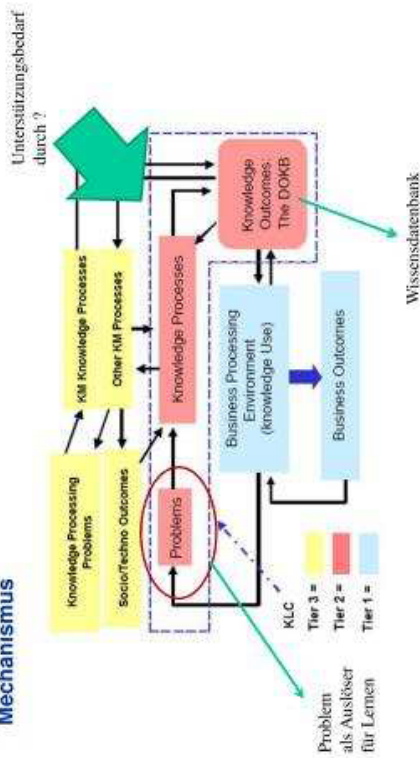 Mechanismus
Unterstützungsbedarf
durch ?
Knowledge Processing
Problems
KM Knowledge Processes
Other KM Processes
Socio/Techno Outcomes
Problems
Knowledge Processes
Knowledge
Outcomes:
The DOKB
Business Processing
Environment
(knowledge Use)
Business Outcomes
KLC
Tier 3 =
Tier 2 =
Tier 1 =
Problem
als Auslöser
für Lernen
Wissensdatenbank